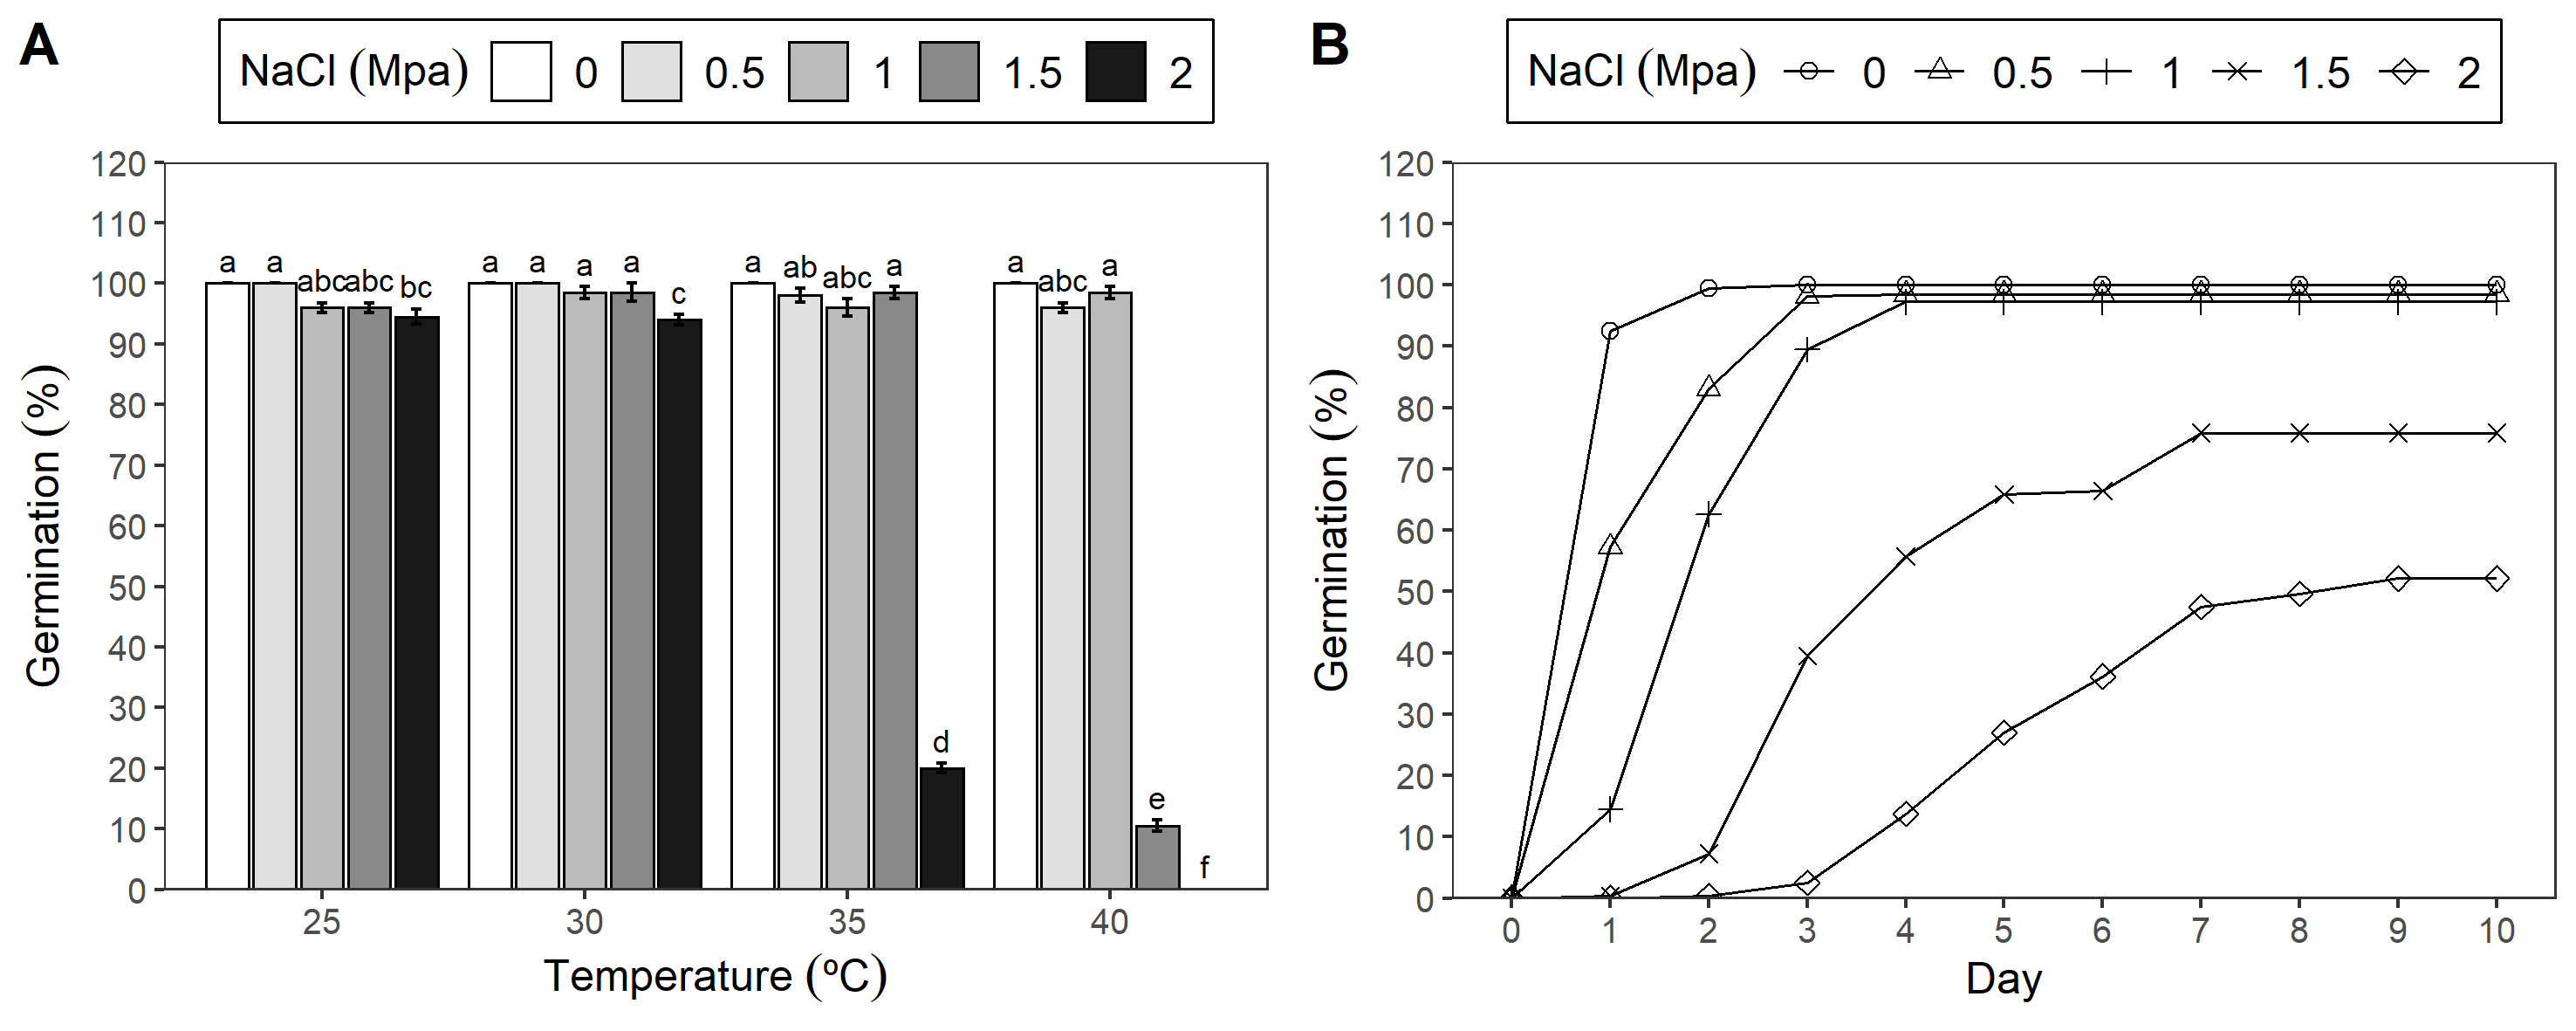 A
NaCl (Mpa) 0 0.5 1 1.5 2
120
110
100
90
80
70
60
50
40
30
20
10
0
Germination (%)
a a abc abc bc
a a a a c
a ab abc a d
a abc a e f
25 30 35 40
Temperature (ºC)
B
NaCl (Mpa) 0 0.5 1 1.5 2
120
110
100
90
80
70
60
50
40
30
20
10
0
Germination (%)
0 1 2 3 4 5 6 7 8 9 10
Day